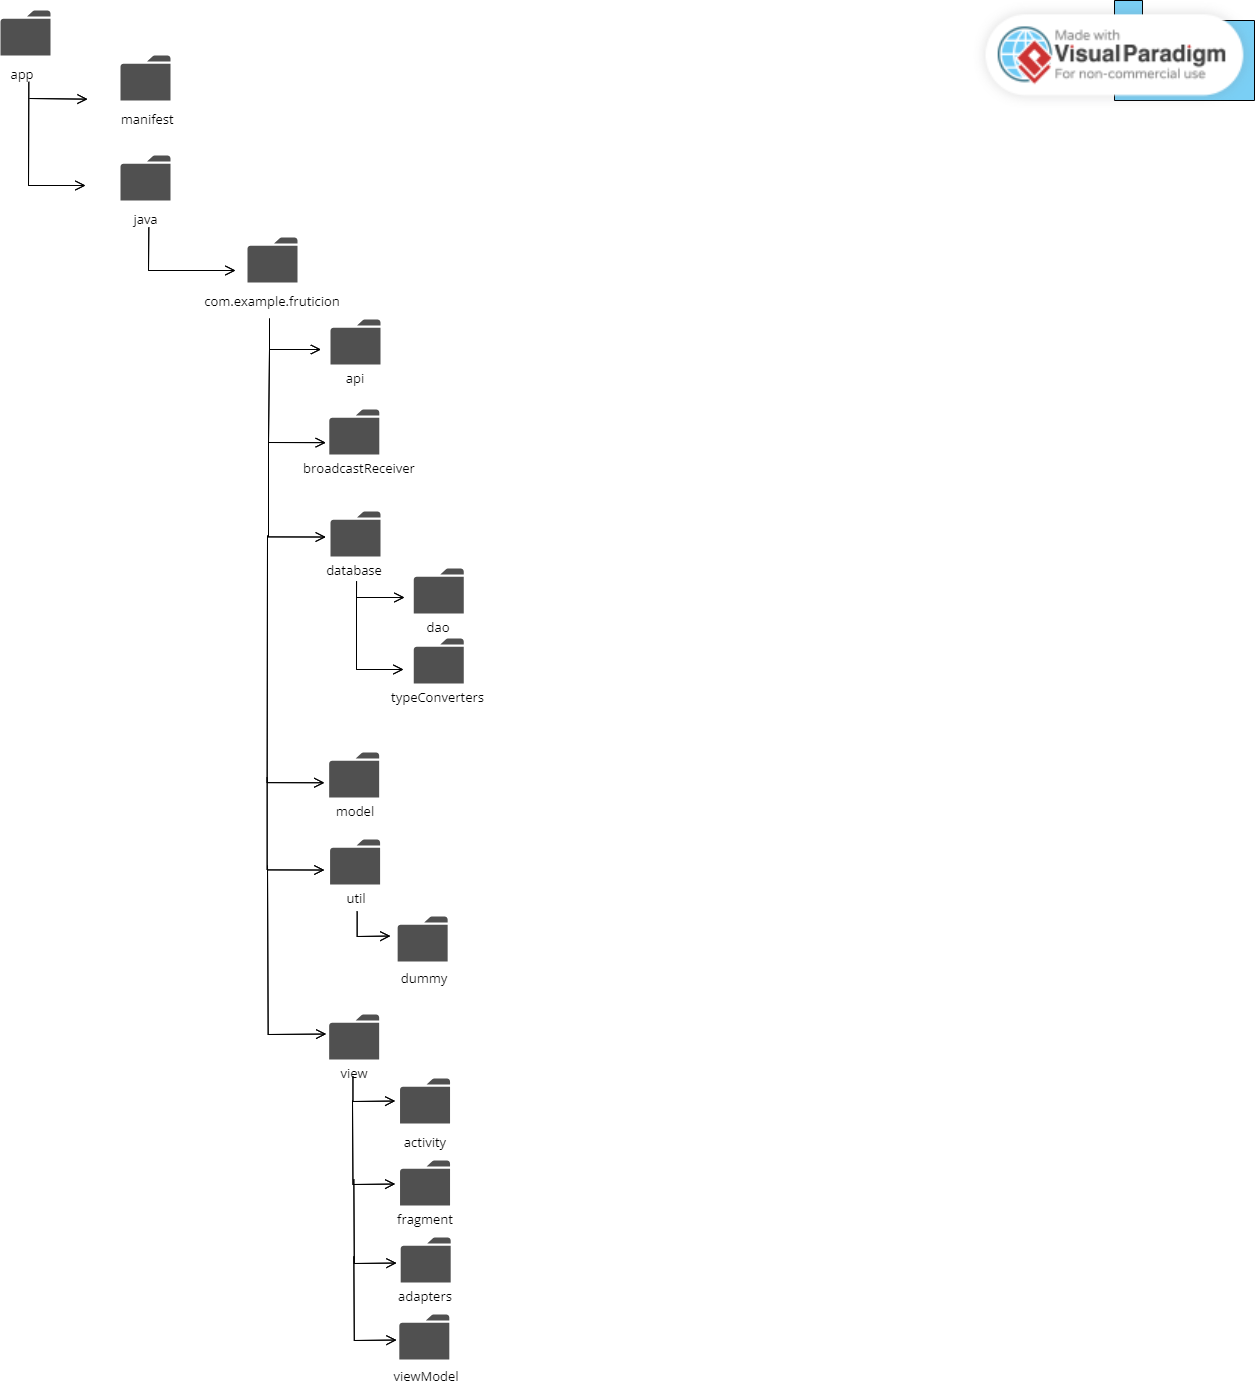 app
Made with
Visual Paradigm
For non-commercial use
manifest
java
com.example.fruticion
api
broadcastReceiver
database
dao
typeConverters
model
util
dummy
view
activity
fragment
adapters
viewModel